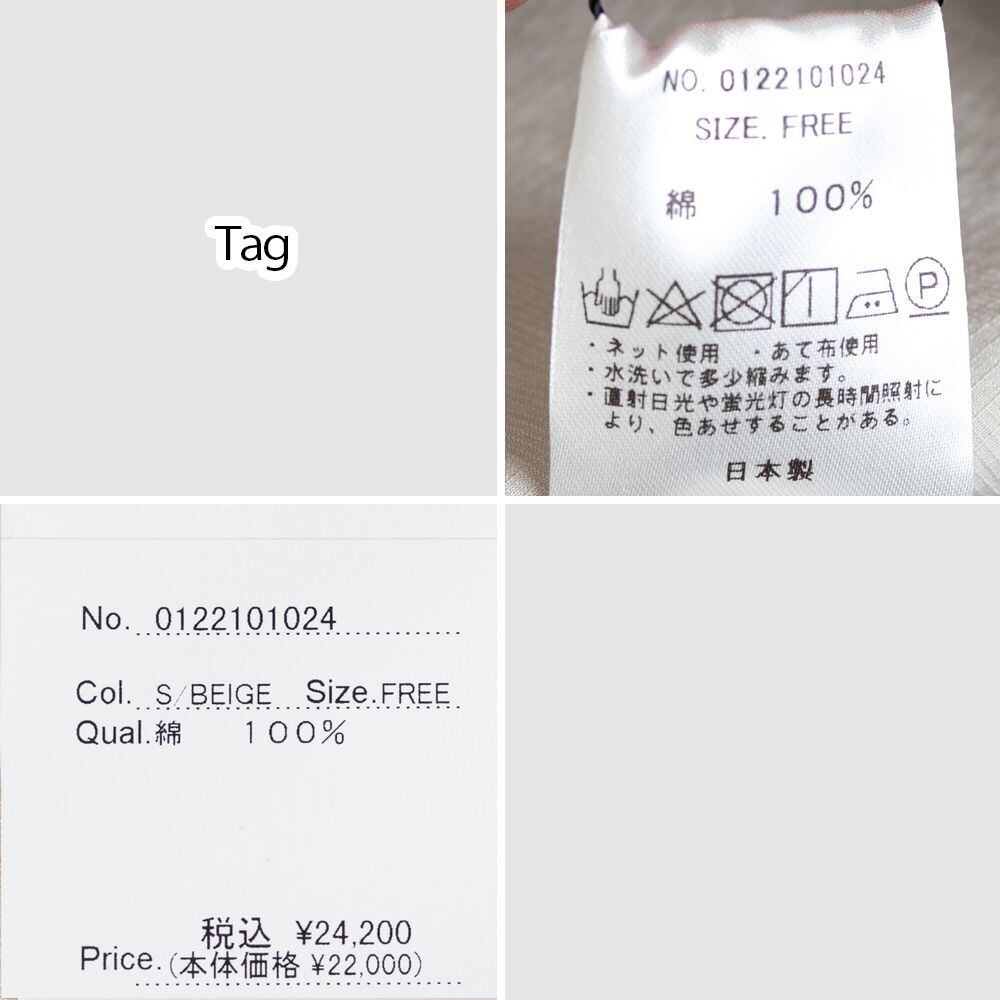 Tag
NO. 0122101024
SIZE. FREE
綿 100%
P
・ネット使用 ・あて布使用
・水洗いで多少縮みます。
・直射日光や蛍光灯の長時間照射に
より、色あせすることがある。
日本製
No. 0122101024
Col. S/BEIGE Size.FREE
Qual.綿 100%
税込 ¥24,200
Price.(本体価格 ¥22,000)